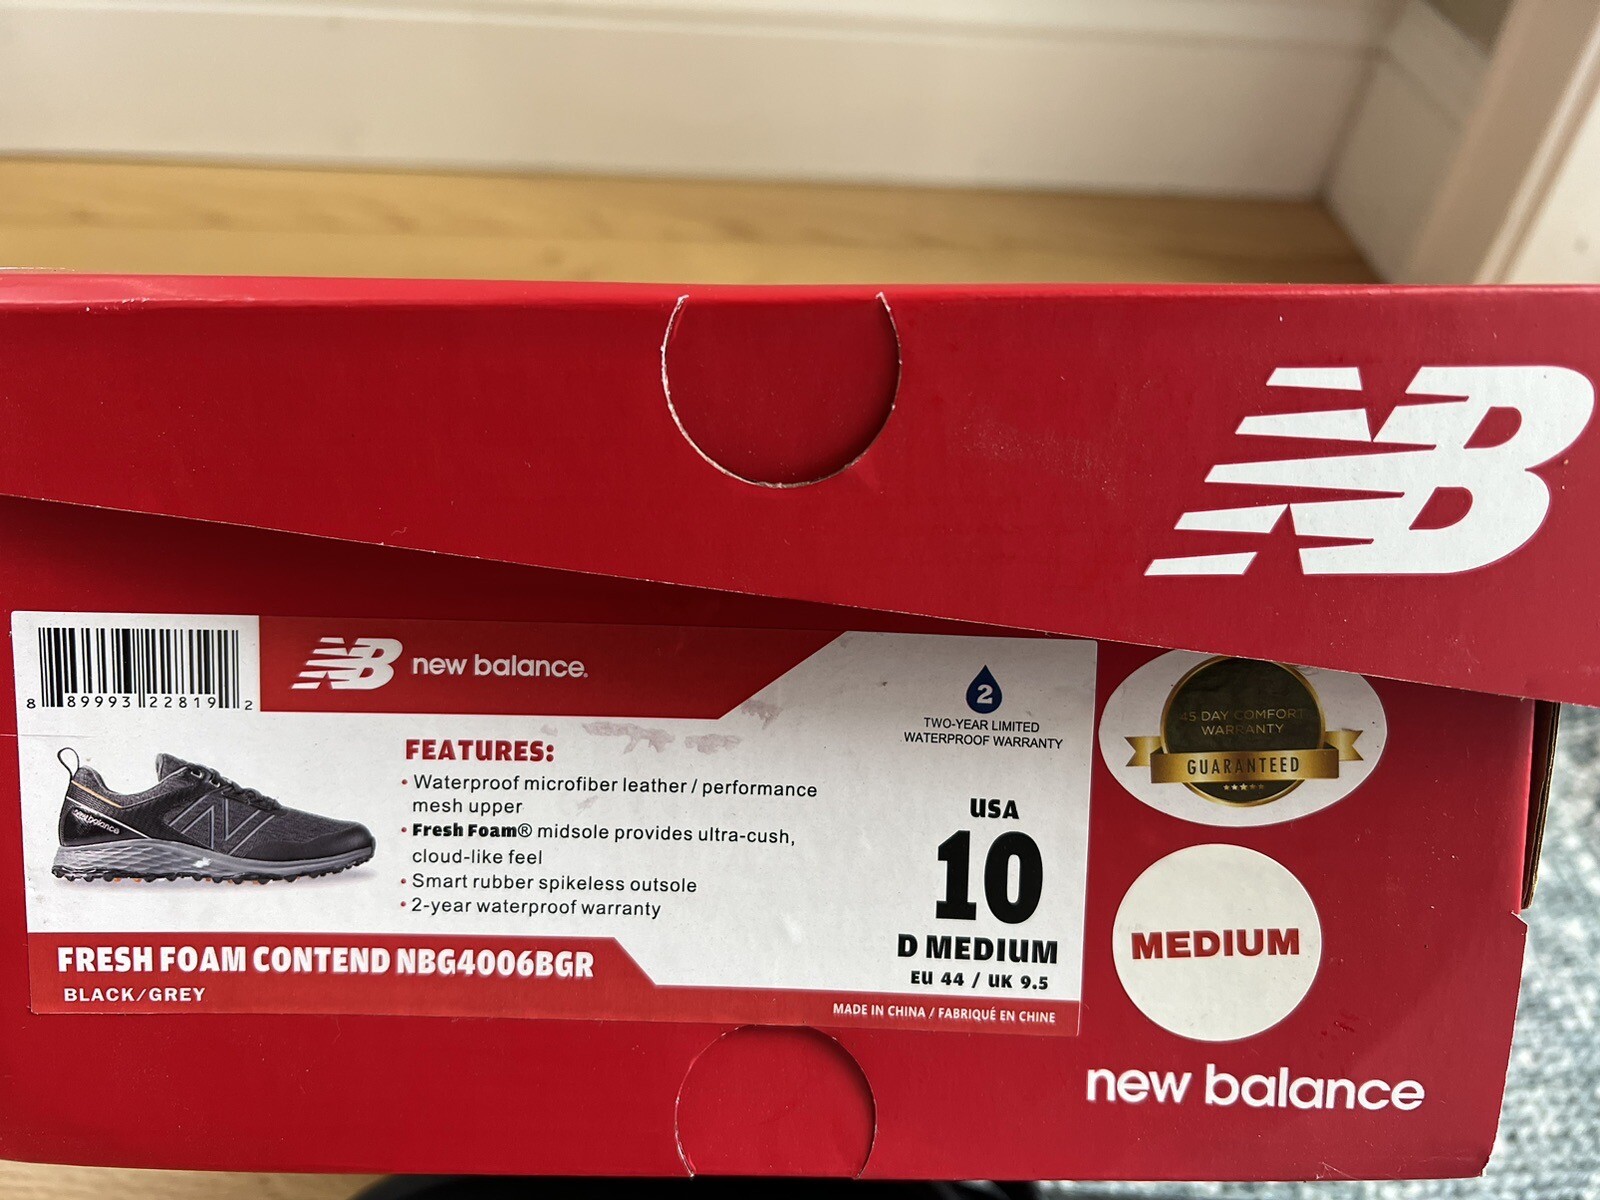 NB
8 89993 22819 2
NB new balance.
2
TWO-YEAR LIMITED
WATERPROOF WARRANTY
45 DAY COMFORT
WARRANTY
GUARANTEED
new balance
N
FEATURES:
• Waterproof microfiber leather / performance
mesh upper
• Fresh Foam® midsole provides ultra-cush,
cloud-like feel
• Smart rubber spikeless outsole
• 2-year waterproof warranty
USA
10
D MEDIUM
EU 44 / UK 9.5
MEDIUM
FRESH FOAM CONTEND NBG4006BGR
BLACK/GREY
MADE IN CHINA / FABRIQUÉ EN CHINE
new balance